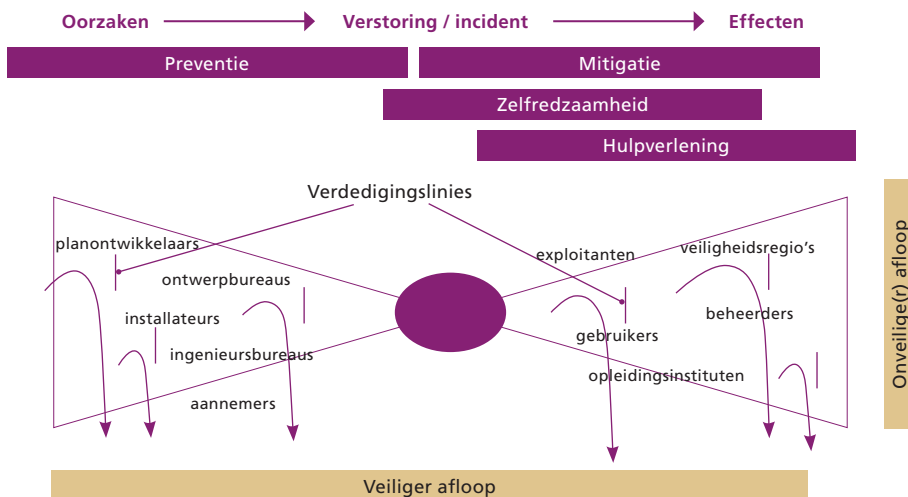 Oorzaken
Verstoring / incident
Effecten
Preventie
Mitigatie
Zelfredzaamheid
Hulpverlening
Verdedigingslinies
planontwikkelaars
ontwerpbureaus
installateurs
ingenieursbureaus
aannemers
exploitanten
veiligheidsregio's
beheerders
gebruikers
opleidingsinstituten
Onveilige(r) afloop
Veiliger afloop